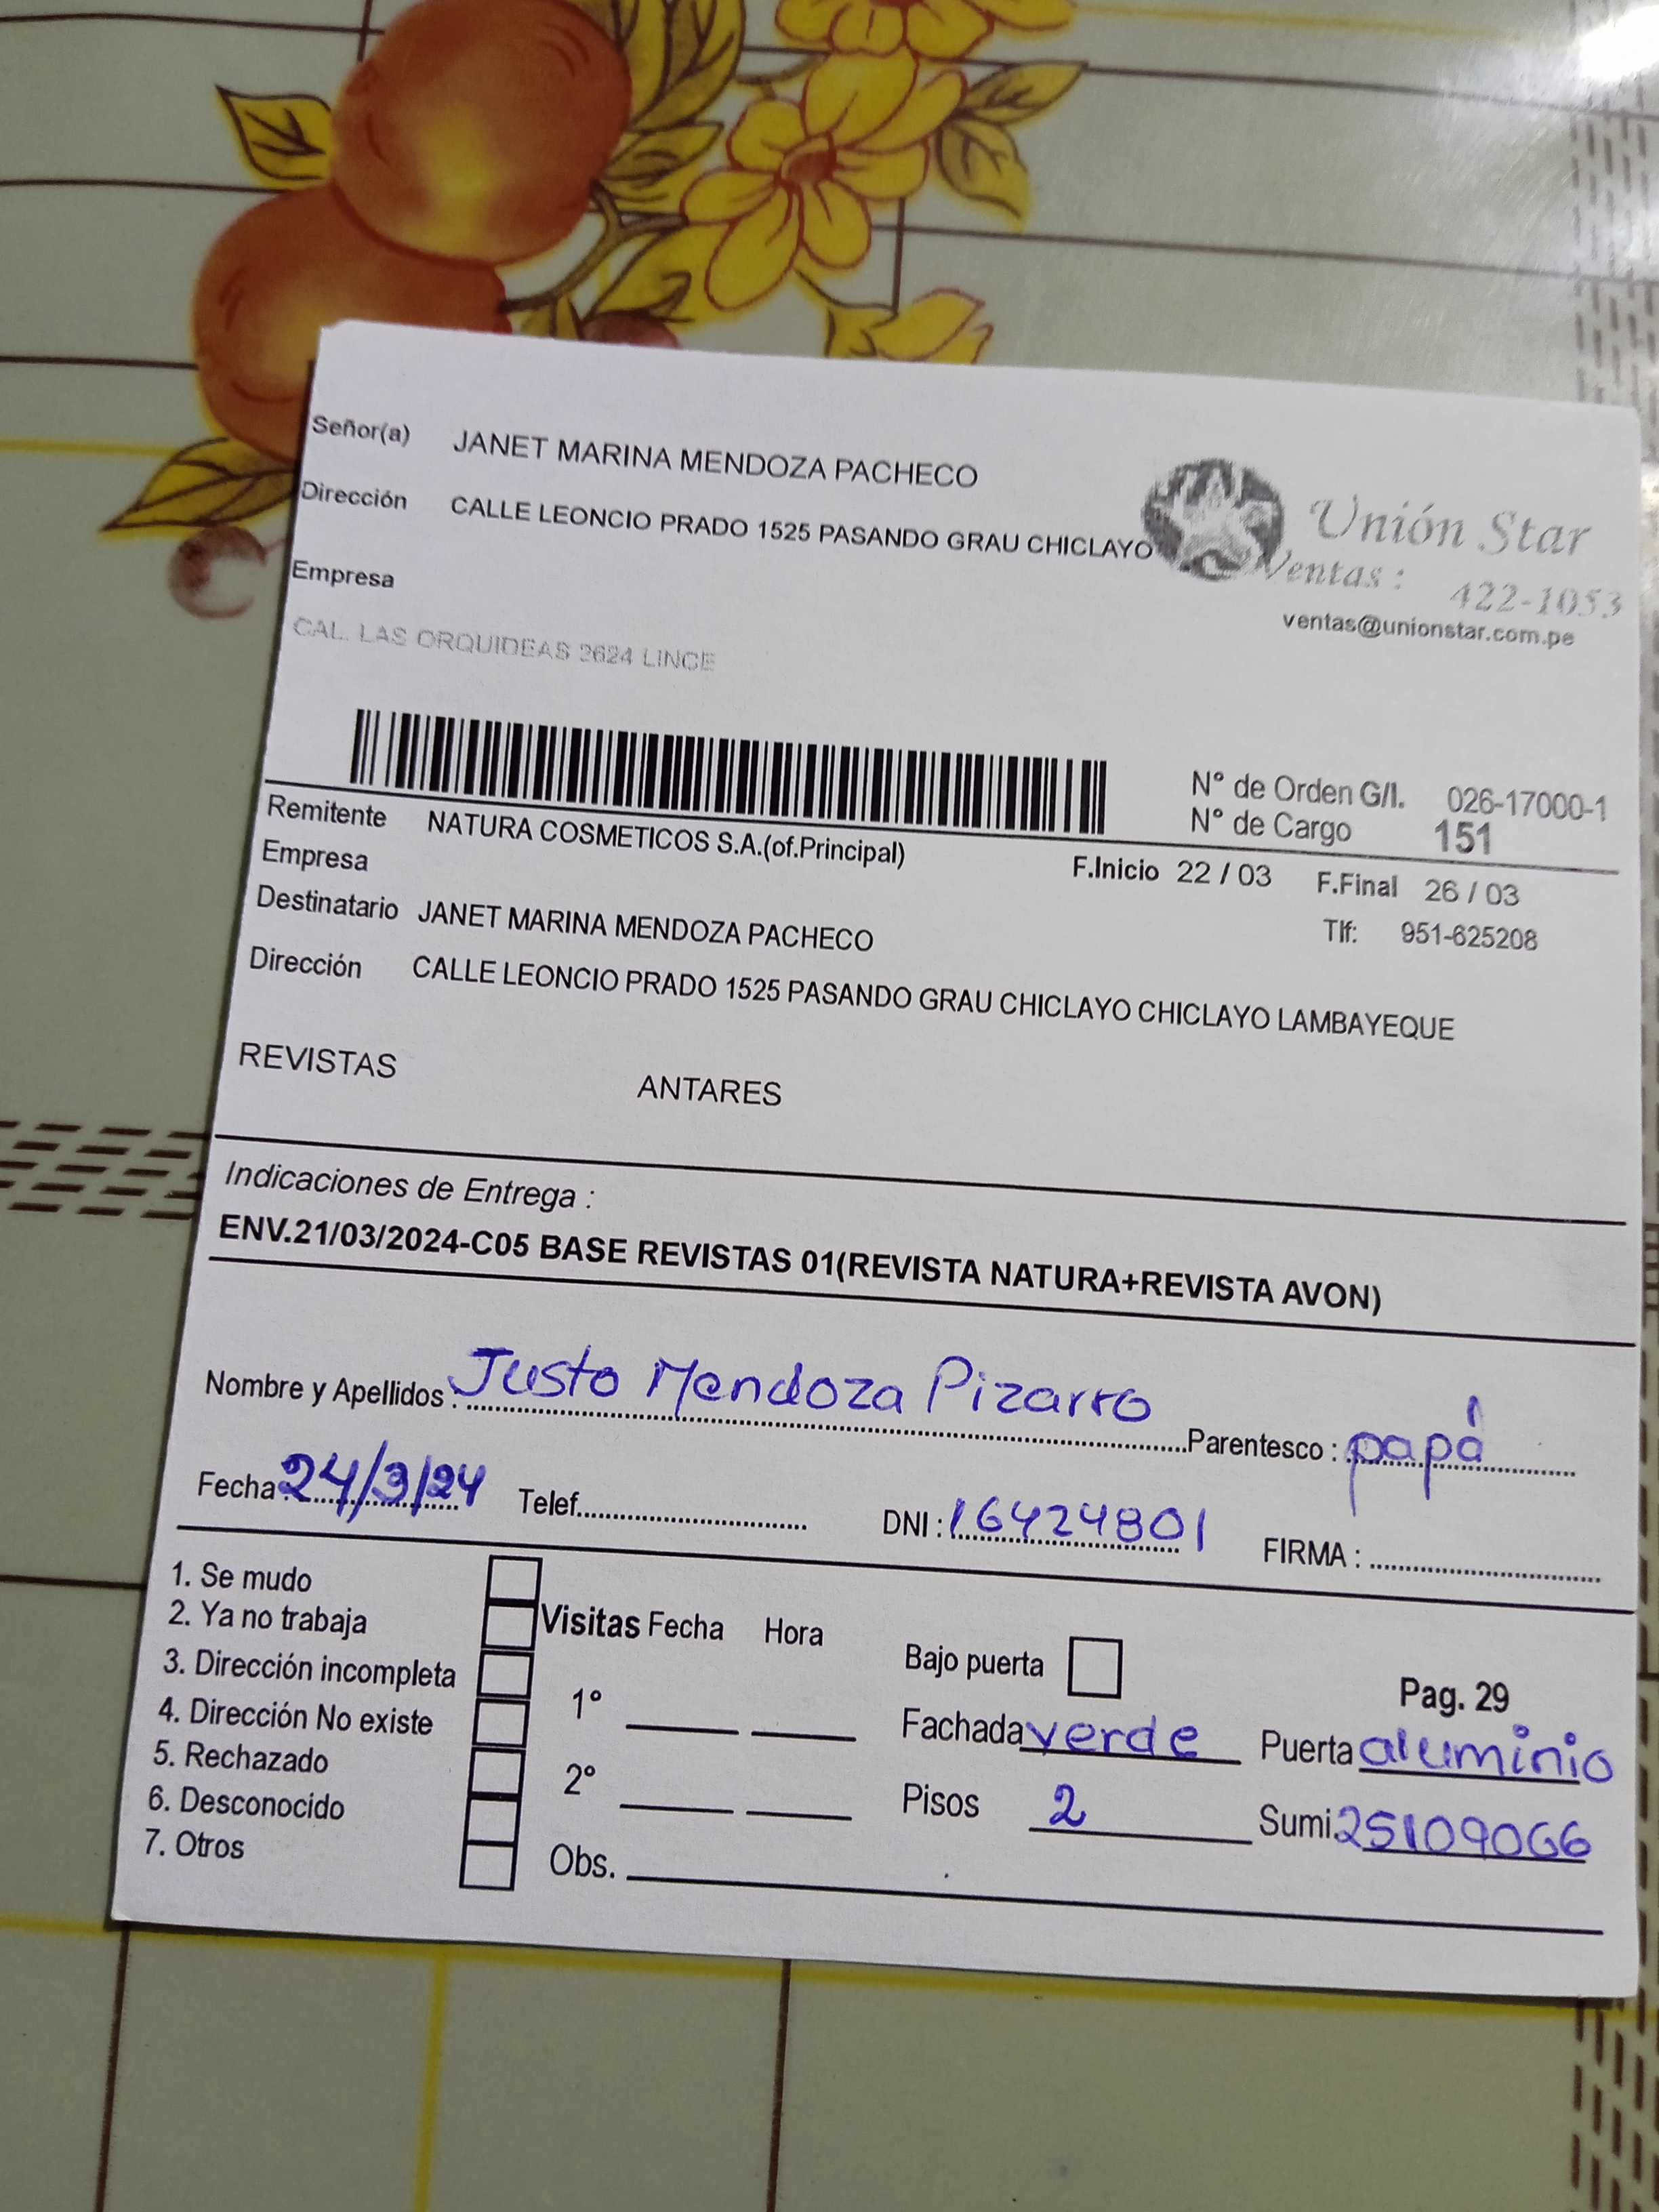 Señor(a) JANET MARINA MENDOZA PACHECO
Dirección CALLE LEONCIO PRADO 1525 PASANDO GRAU CHICLAYO
Unión Star
Ventas : 422-1053
ventas@unionstar.com.pe
Empresa
CAL. LAS ORQUIDEAS 2624 LINCE
N° de Orden G/I. 026-17000-1
N° de Cargo 151
Remitente NATURA COSMETICOS S.A.(of.Principal)
Empresa
F.Inicio 22 / 03 F.Final 26 / 03
Destinatario JANET MARINA MENDOZA PACHECO
Tlf: 951-625208
Dirección CALLE LEONCIO PRADO 1525 PASANDO GRAU CHICLAYO CHICLAYO LAMBAYEQUE
REVISTAS ANTARES
Indicaciones de Entrega :
ENV.21/03/2024-C05 BASE REVISTAS 01(REVISTA NATURA+REVISTA AVON)
Nombre y Apellidos : Justo Mendoza Pizarro Parentesco : papá
Fecha 24/3/24 Telef. DNI : 16424801 FIRMA :
1. Se mudo
2. Ya no trabaja
3. Dirección incompleta
4. Dirección No existe
5. Rechazado
6. Desconocido
7. Otros
Visitas Fecha Hora
1°
2°
Obs.
Bajo puerta
Pag. 29
Fachada verde Puerta aluminio
Pisos 2 Sumi. 25109066